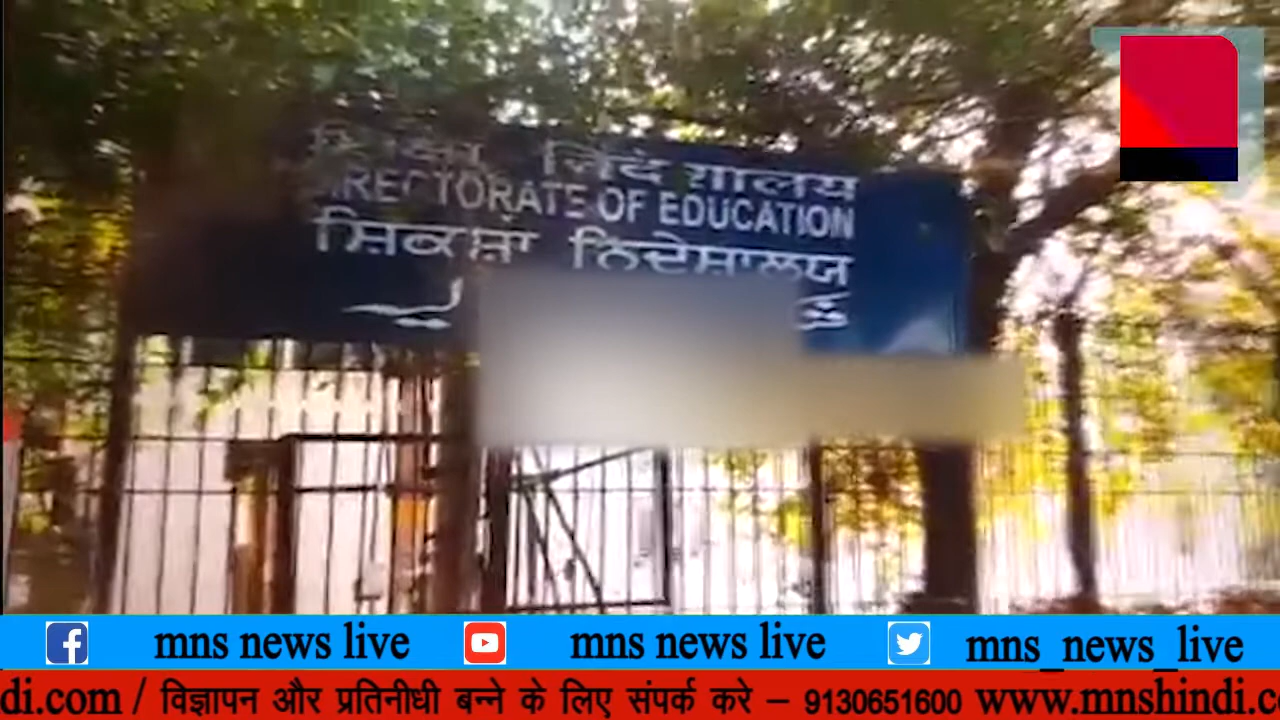 शिक्षा निदेशालय
DIRECTORATE OF EDUCATION
ਸ਼ਿਕਸ਼ਾ ਨਿਦੇਸ਼ਾਲਯ
mns news live mns news live mns_news_live
di.com / विज्ञापन और प्रतिनीधी बन्ने के लिए संपर्क करे – 9130651600 www.mnshindi.c